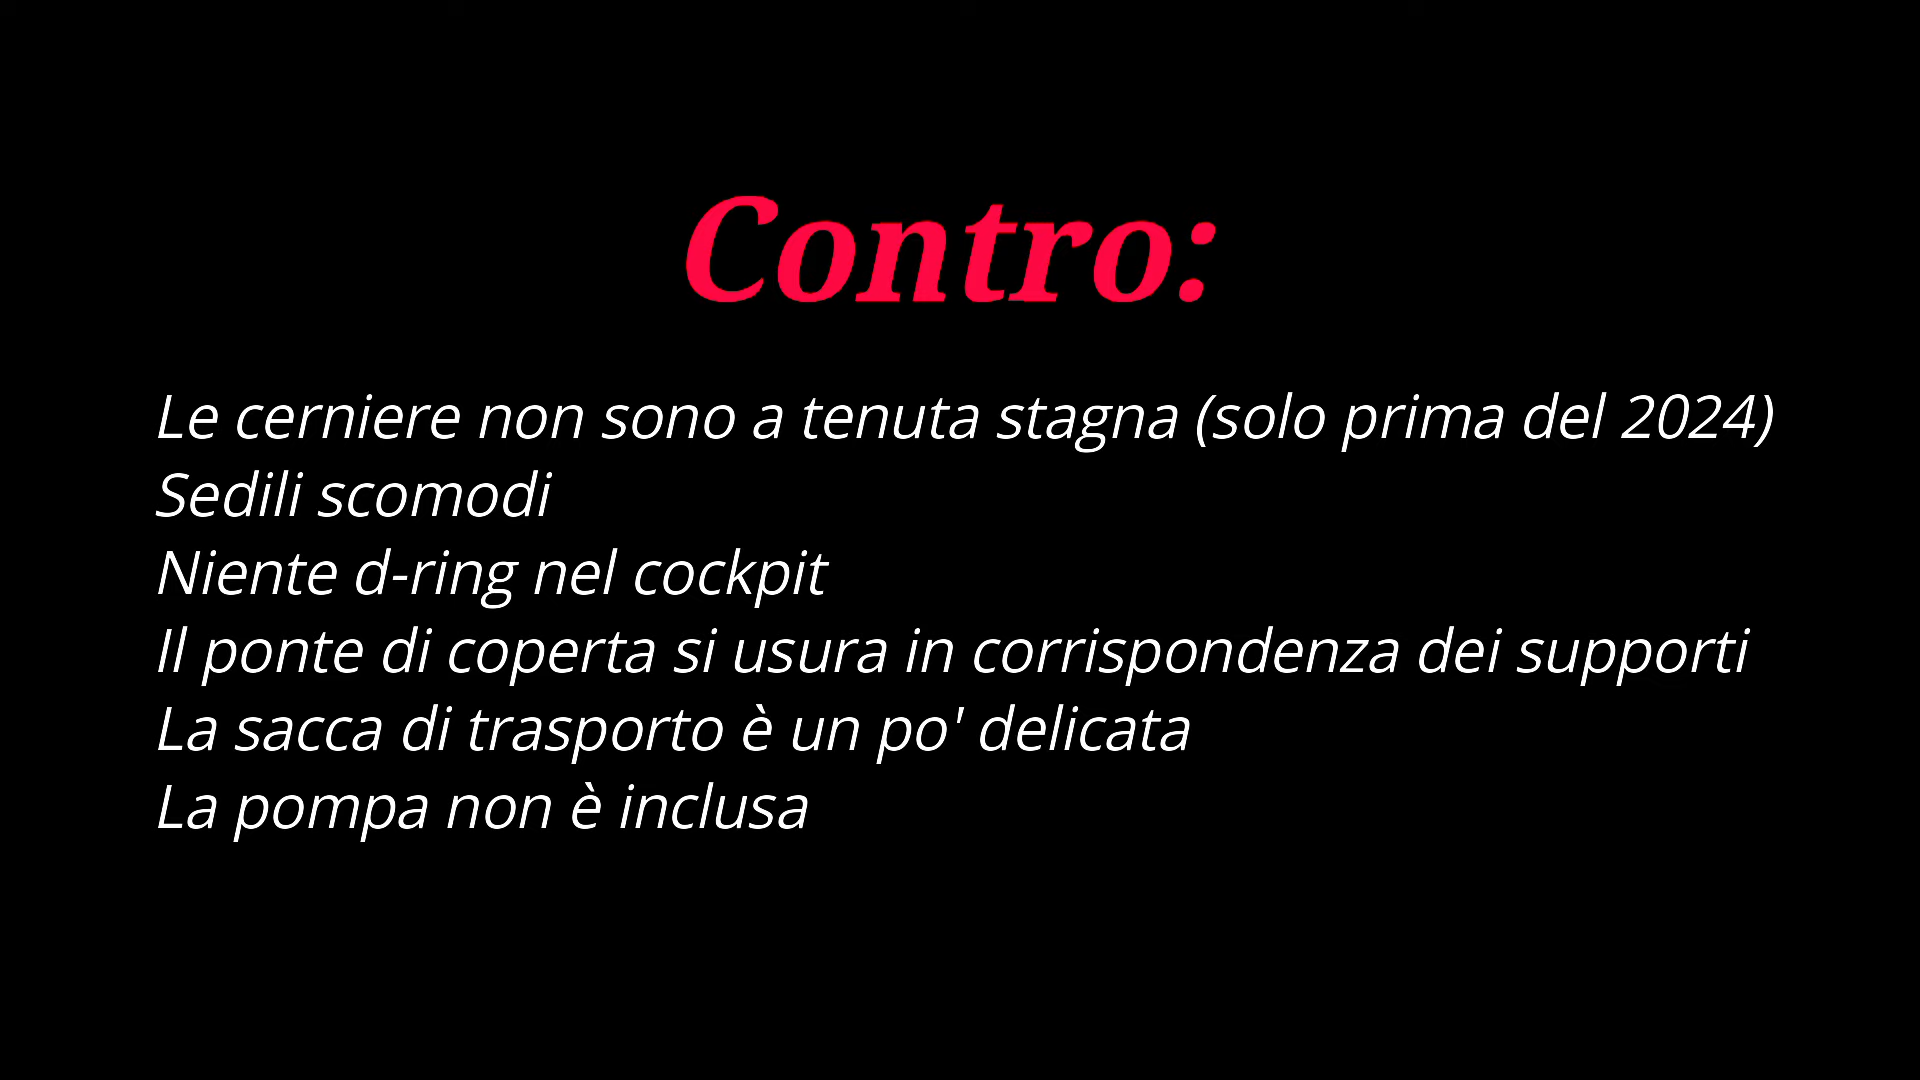 Contro:
Le cerniere non sono a tenuta stagna (solo prima del 2024)
Sedili scomodi
Niente d-ring nel cockpit
Il ponte di coperta si usura in corrispondenza dei supporti
La sacca di trasporto è un po' delicata
La pompa non è inclusa